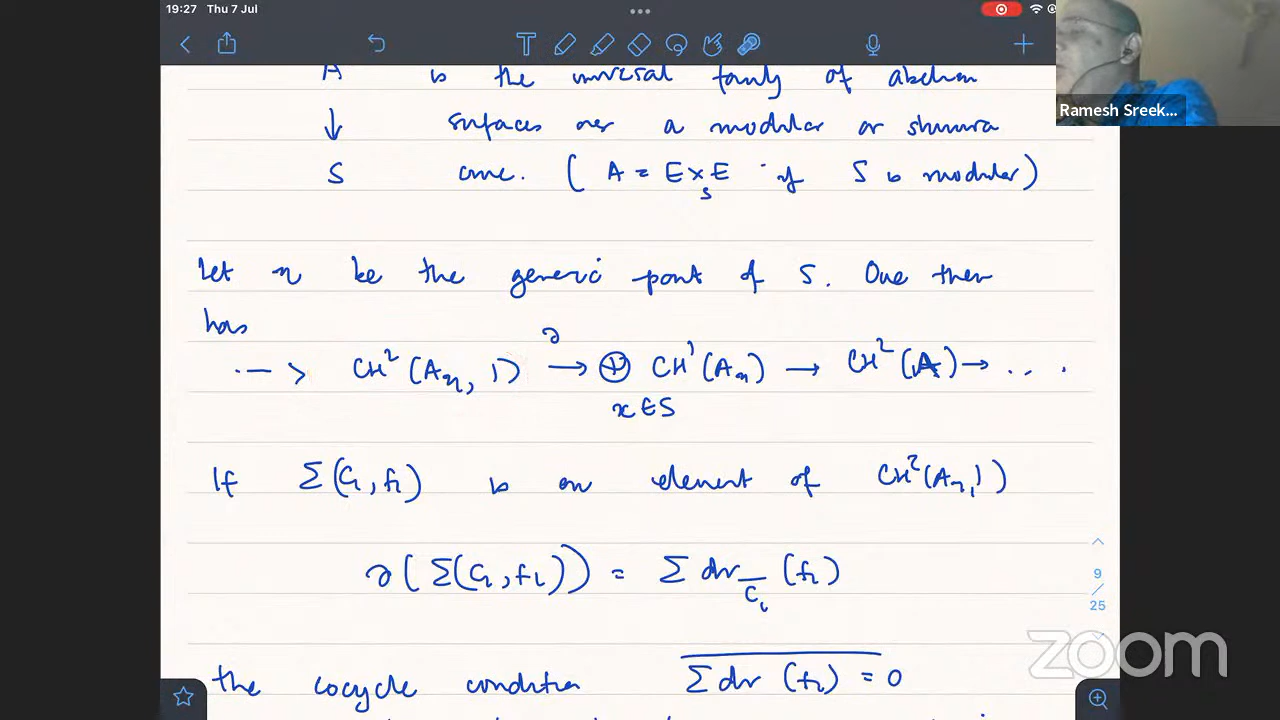 19:27 Thu 7 Jul
Ramesh Sreek...
A is the universal family of abelian
↓ surfaces over a modular or shimura
S curve. ( A = E ×_S E if S is modular)
Let η be the generic point of S. One then
has
... → CH²(A_η, 1) —∂→ ⊕_{x∈S} CH¹(A_x) → CH²(A) → ...
If Σ(C_i, f_i) is an element of CH²(A_η, 1)
∂(Σ(C_i, f_i)) = Σ div_{\overline{C_i}} (f_i)
9
/
25
zoom
the cocycle condition \overline{Σ div (f_i)} = 0